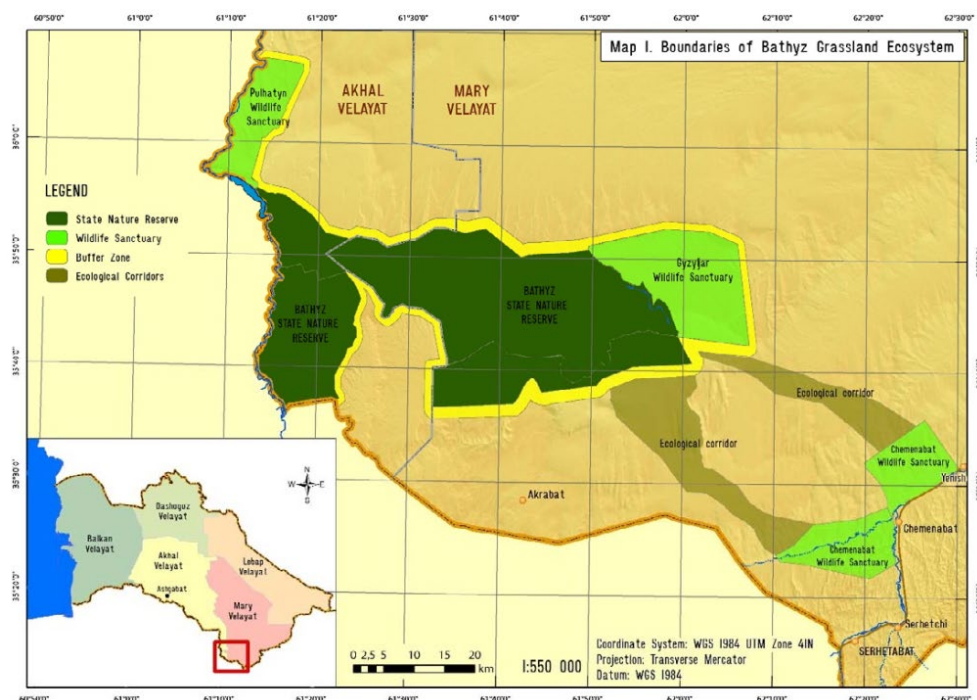 60°50'0" 61°0'0" 61°10'0" 61°20'0" 61°40'0" 61°50'0" 62°0'0" 62°10'0" 62°20'0" 62°30'0"
Map I. Boundaries of Bathyz Grassland Ecosystem
Pulhatyn
Wildlife
Sanctuary
AKHAL
VELAYAT
MARY
VELAYAT
LEGEND
State Nature Reserve
Wildlife Sanctuary
Buffer Zone
Ecological Corridors
Gyzyljar
Wildlife Sanctuary
BATHYZ
STATE NATURE
RESERVE
BATHYZ
STATE NATURE
RESERVE
Ecological corridor
Ecological corridor
Chemenabat
Wildlife Sanctuary
Yenish
Akrabat
Chemenabat
Chemenabat
Wildlife Sanctuary
Serhetchi
SERHETABAT
N
W E
S
Balkan
Velayat
Dashoguz
Velayat
Akhal
Velayat
Ashgabat
Lebap
Velayat
Mary
Velayat
0 2,5 5 10 15 20
km
1:550 000
Coordinate System: WGS 1984 UTM Zone 41N
Projection: Transverse Mercator
Datum: WGS 1984